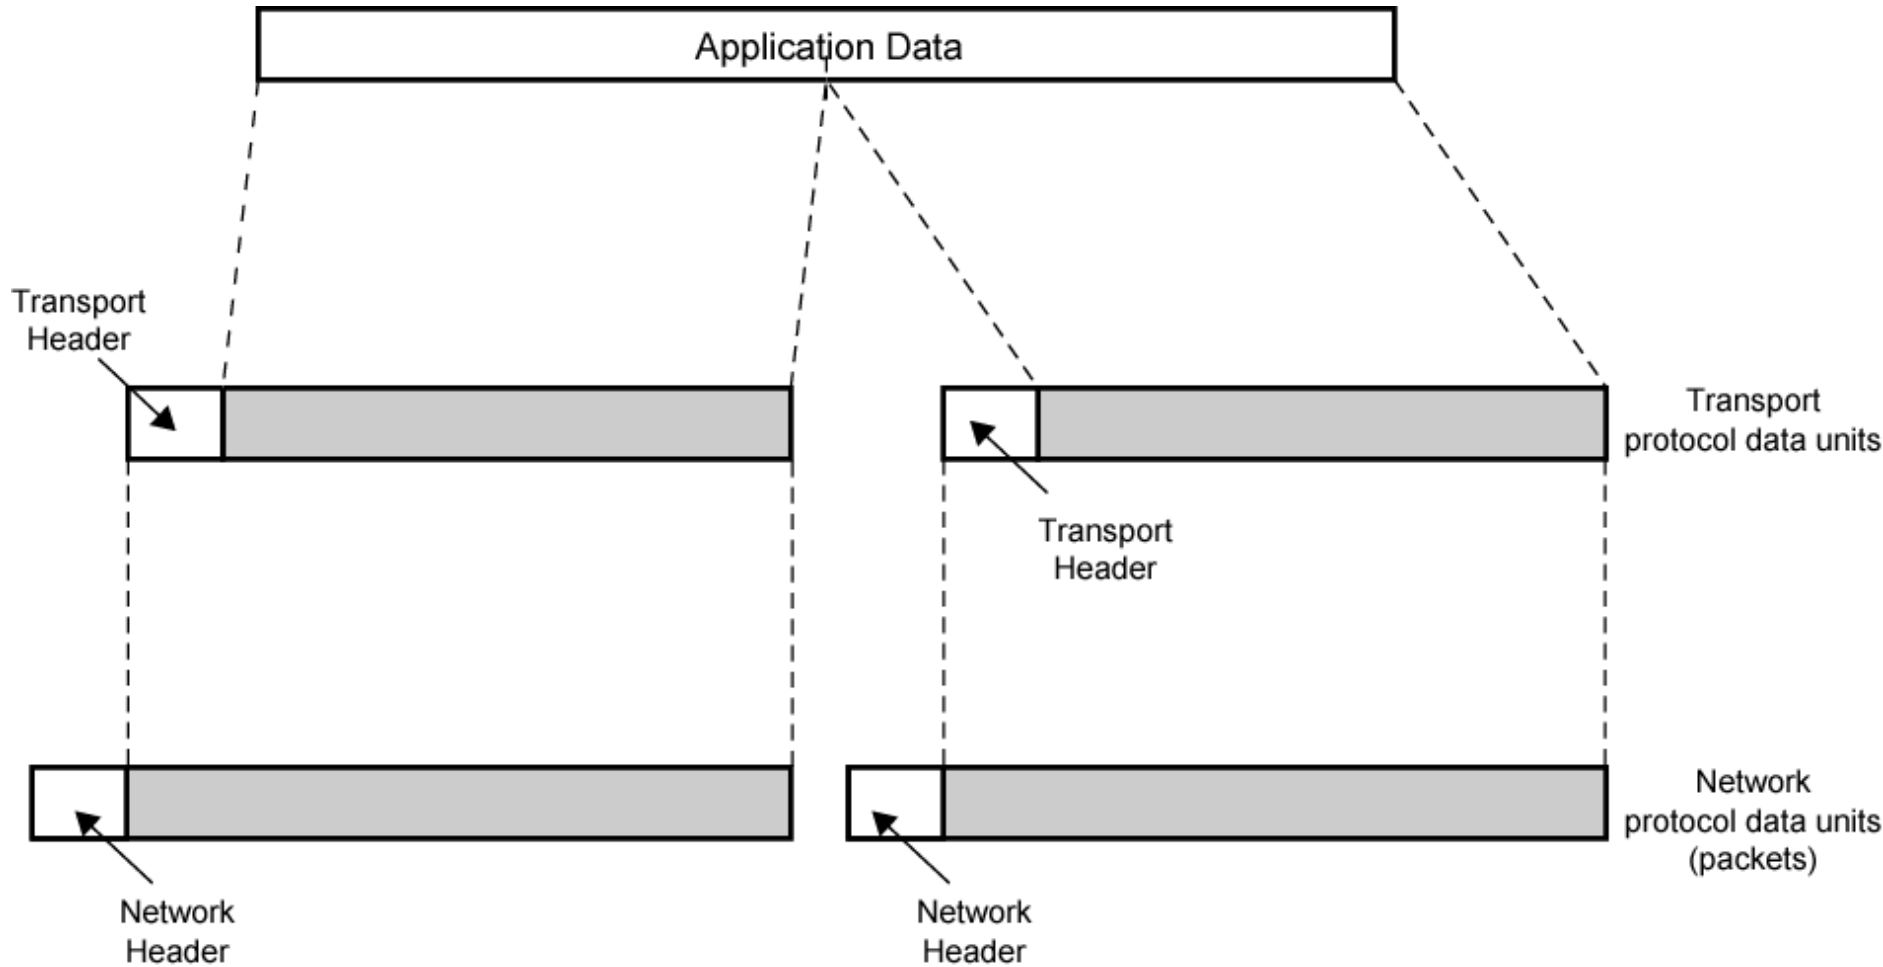 Application Data
Transport
Header
Transport
protocol data units
Transport
Header
Network
protocol data units
(packets)
Network
Header
Network
Header